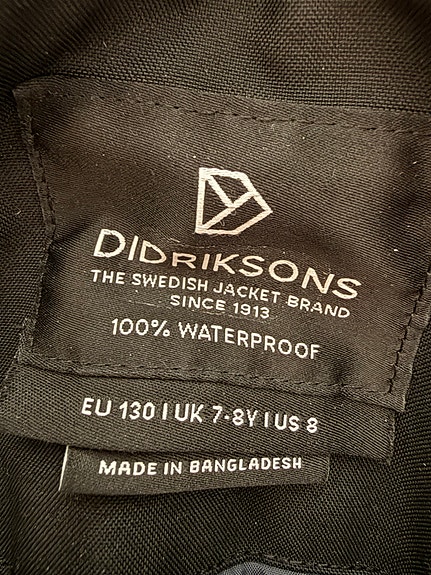 DIDRIKSONS
THE SWEDISH JACKET BRAND
SINCE 1913
100% WATERPROOF
EU 130 | UK 7-8Y | US 8
MADE IN BANGLADESH